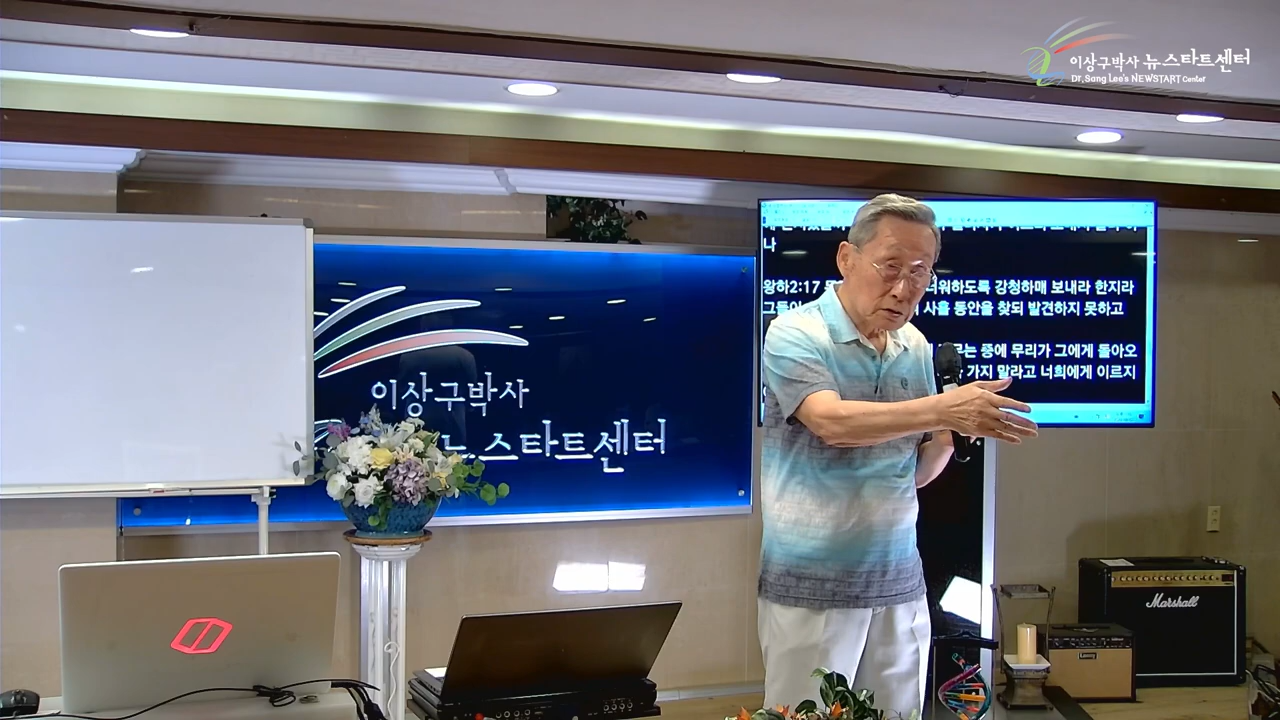 이상구박사 뉴스타트센터
Dr. Sang Lee's NEWSTART Center
나
왕하2:17
워하도록 강청하매 보내라 한지라
그들이
사흘 동안을 찾되 발견하지 못하고
는 중에 무리가 그에게 돌아오
가지 말라고 너희에게 이르지
이상구박사
뉴스타트센터
Marshall
Laney